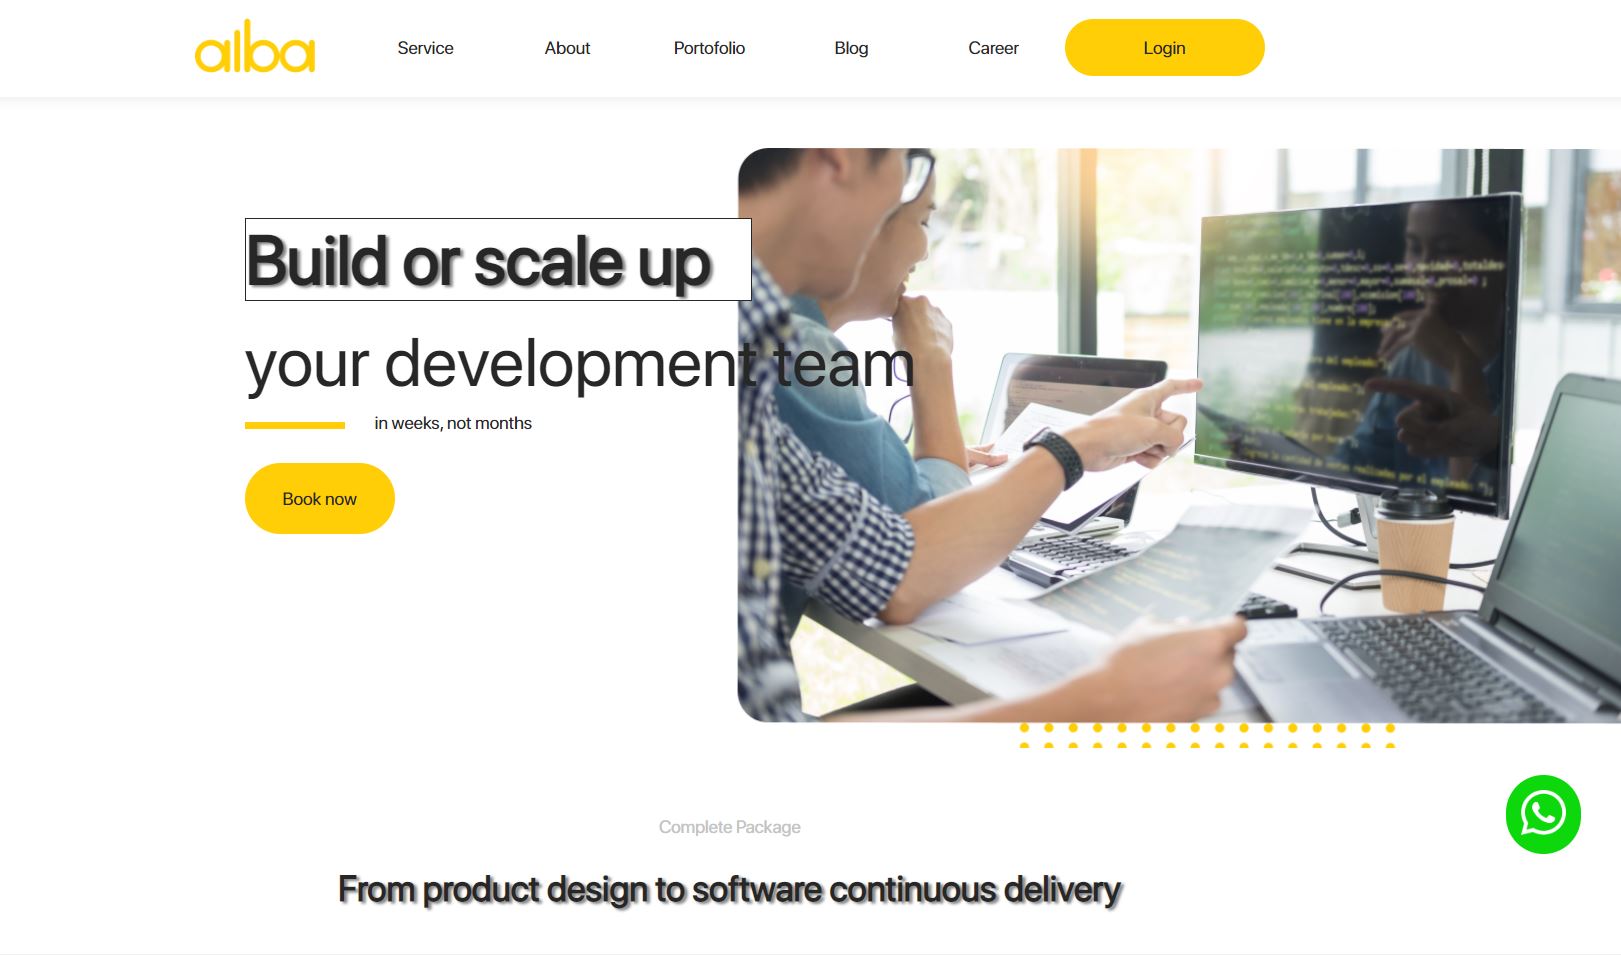 alba
Service
About
Portofolio
Blog
Career
Login
Build or scale up
your development team
in weeks, not months
Book now
Complete Package
From product design to software continuous delivery